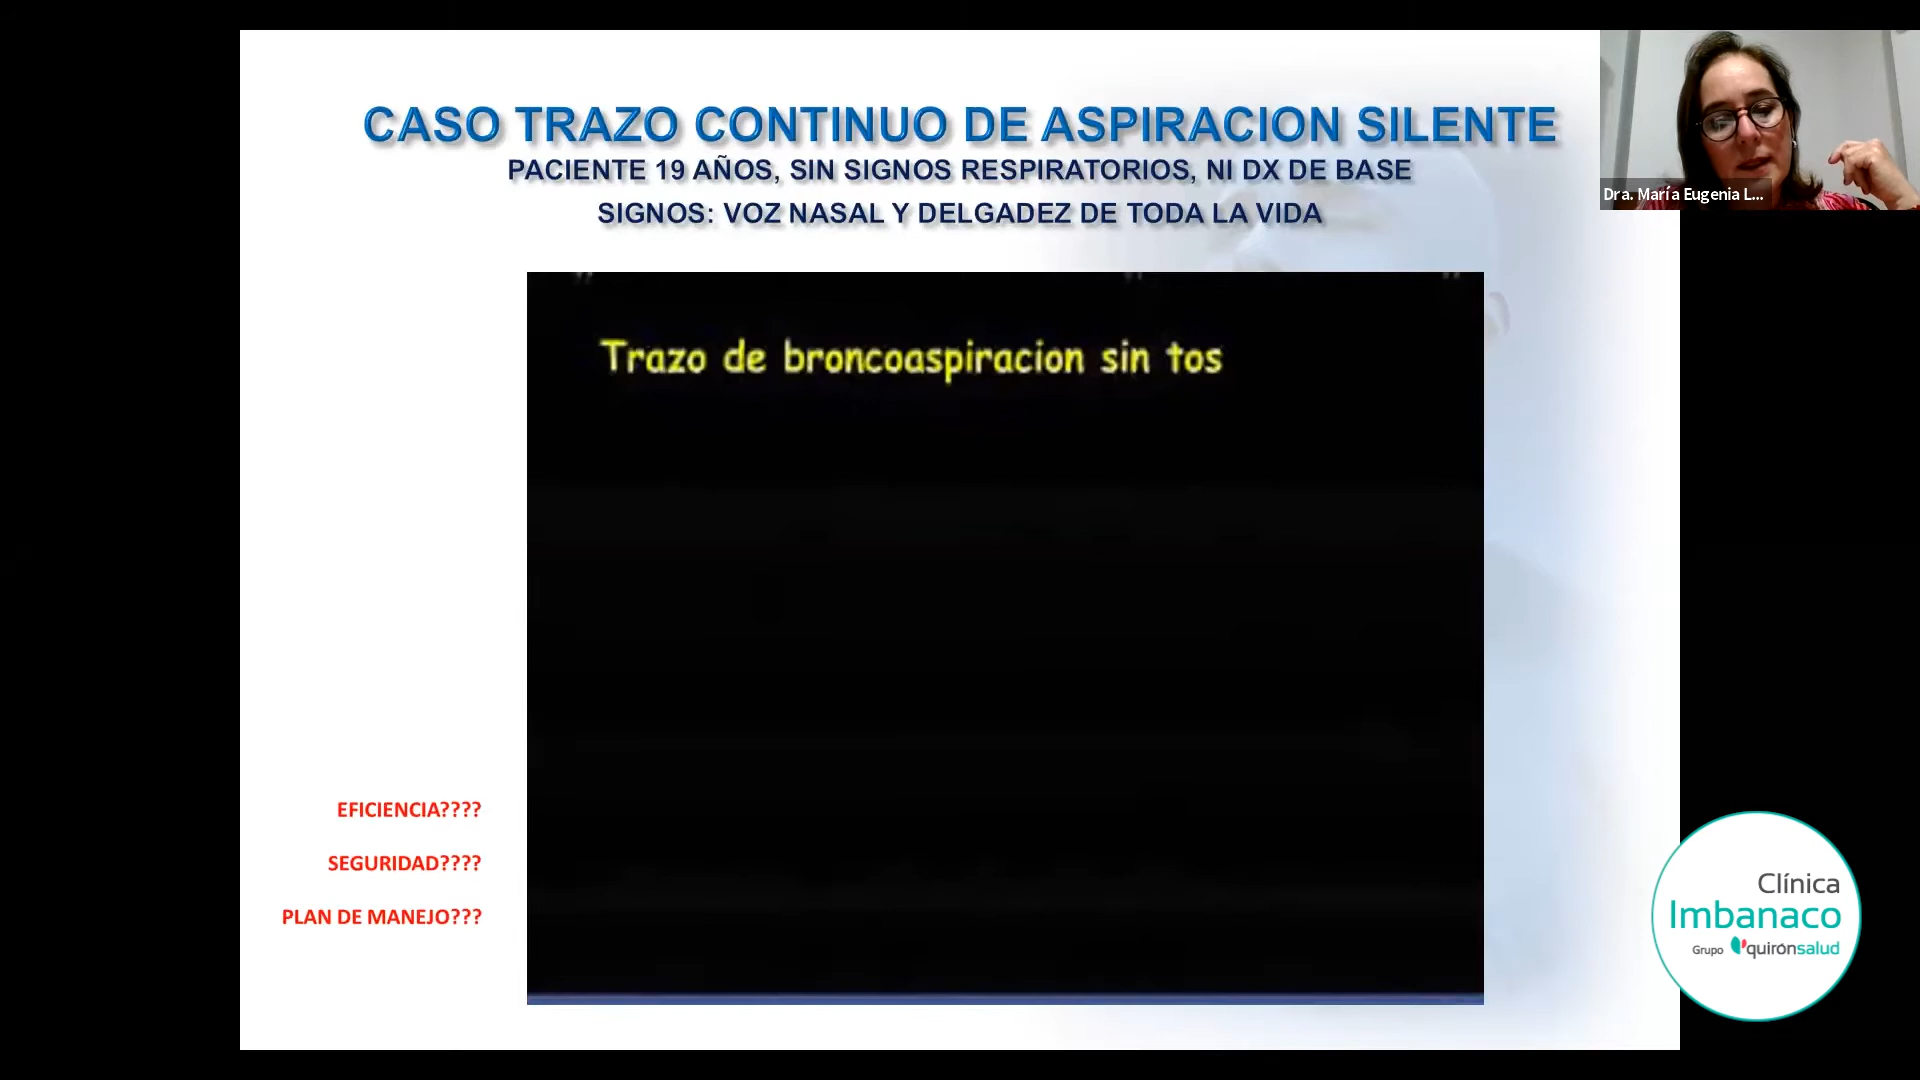 CASO TRAZO CONTINUO DE ASPIRACION SILENTE
PACIENTE 19 AÑOS, SIN SIGNOS RESPIRATORIOS, NI DX DE BASE
SIGNOS: VOZ NASAL Y DELGADEZ DE TODA LA VIDA
Dra. María Eugenia L...
Trazo de broncoaspiracion sin tos
EFICIENCIA????
SEGURIDAD????
PLAN DE MANEJO???
Clínica
Imbanaco
Grupo quirónsalud